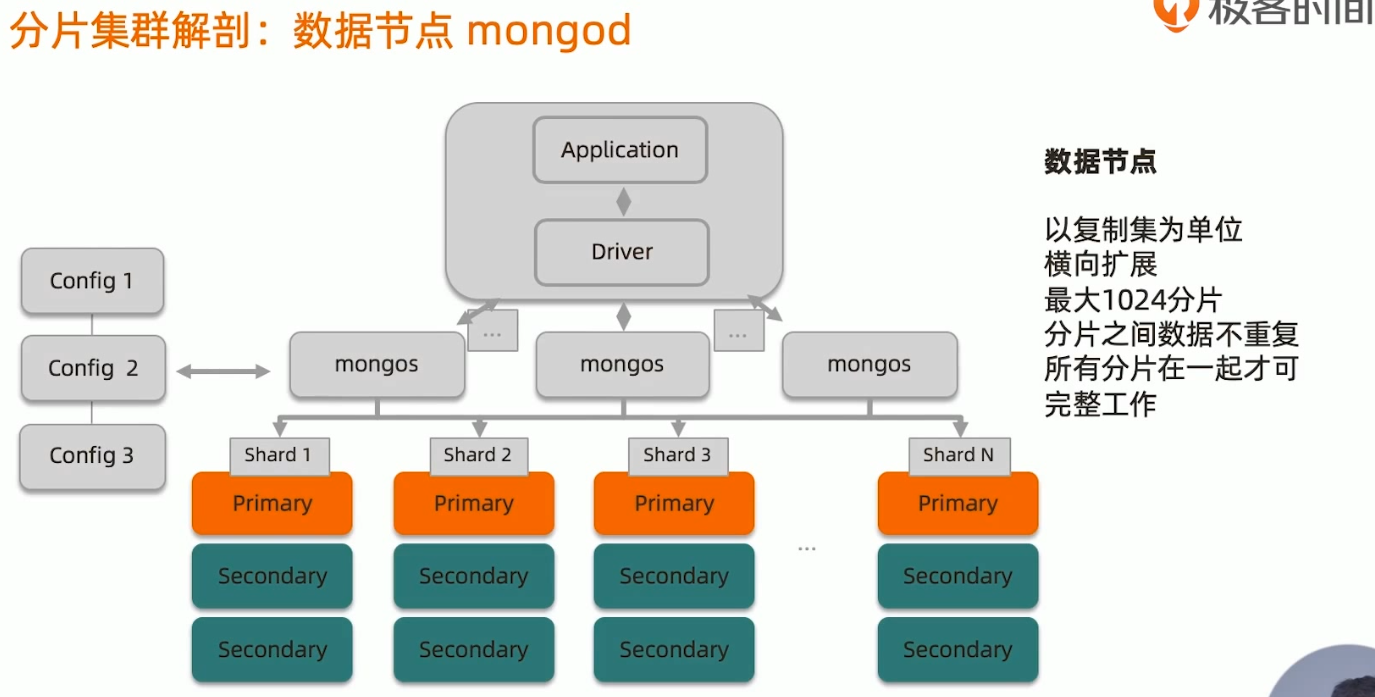 分片集群解剖：数据节点 mongod
极客时间
Application
Driver
Config 1
Config 2
Config 3
...
...
mongos
mongos
mongos
Shard 1
Shard 2
Shard 3
Shard N
Primary
Primary
Primary
Primary
...
Secondary
Secondary
Secondary
Secondary
Secondary
Secondary
Secondary
Secondary
数据节点
以复制集为单位
横向扩展
最大1024分片
分片之间数据不重复
所有分片在一起才可
完整工作